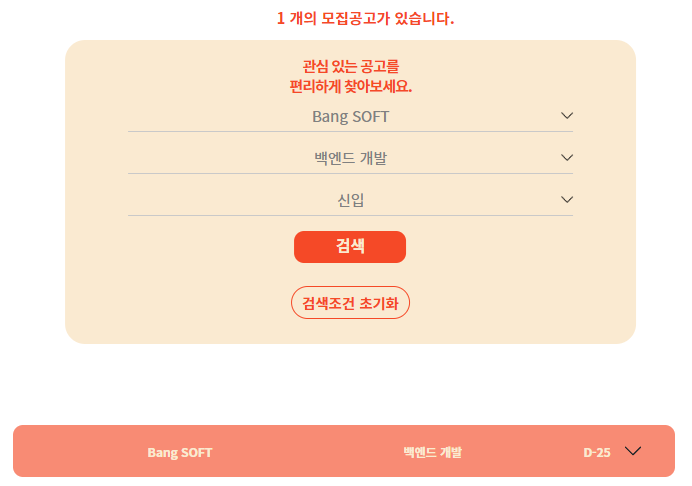 1 개의 모집공고가 있습니다.
관심 있는 공고를
편리하게 찾아보세요.
Bang SOFT
백엔드 개발
신입
검색
검색조건 초기화
Bang SOFT 백엔드 개발 D-25